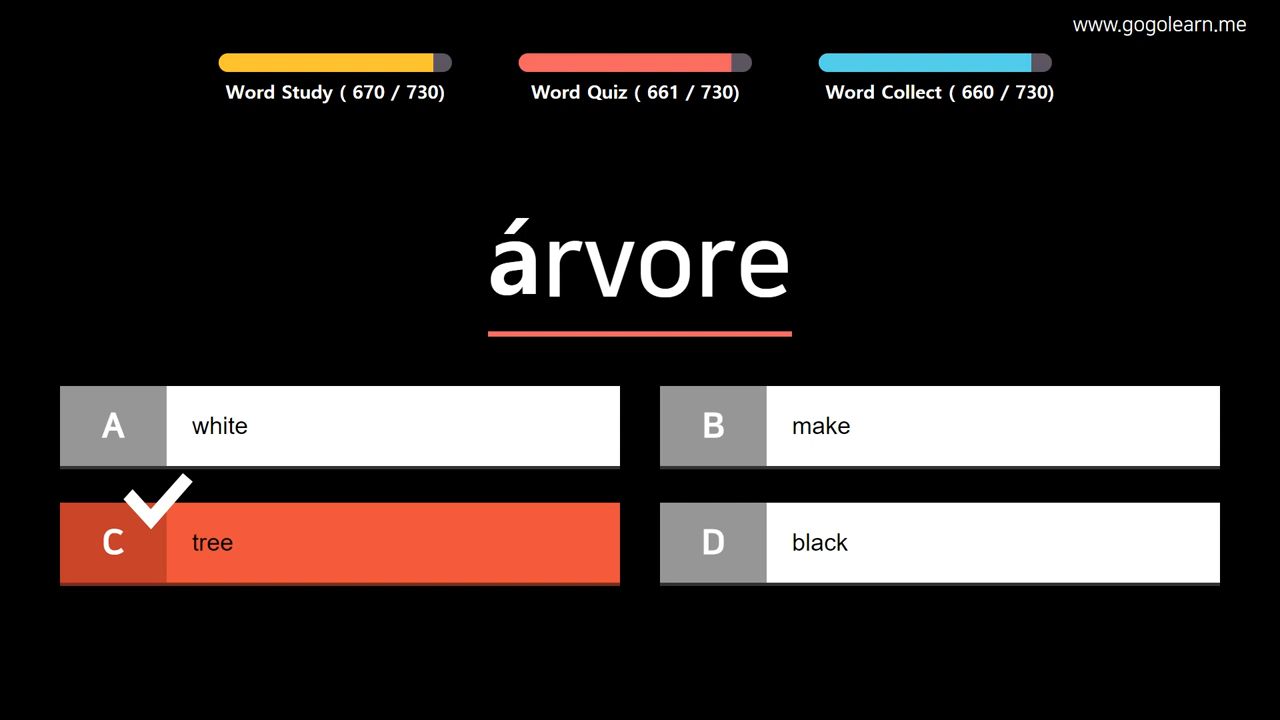 www.gogolearn.me
Word Study ( 670 / 730)
Word Quiz ( 661 / 730)
Word Collect ( 660 / 730)
árvore
A white
B make
C tree
D black